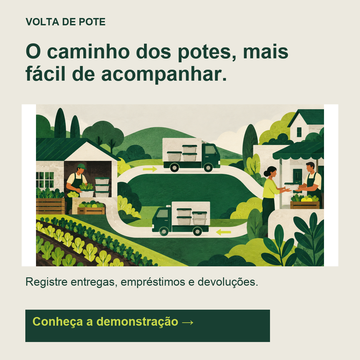 VOLTA DE POTE
O caminho dos potes, mais
fácil de acompanhar.
Registre entregas, empréstimos e devoluções.
Conheça a demonstração →